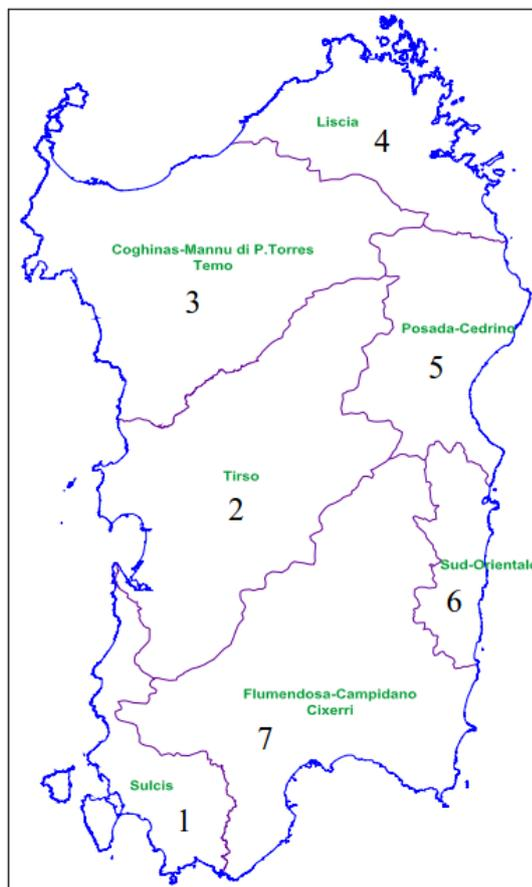 Liscia
4
Coghinas-Mannu di P.Torres
Temo
3
Posada-Cedrino
5
Tirso
2
Sud-Orientale
6
Flumendosa-Campidano
Cixerri
7
Sulcis
1